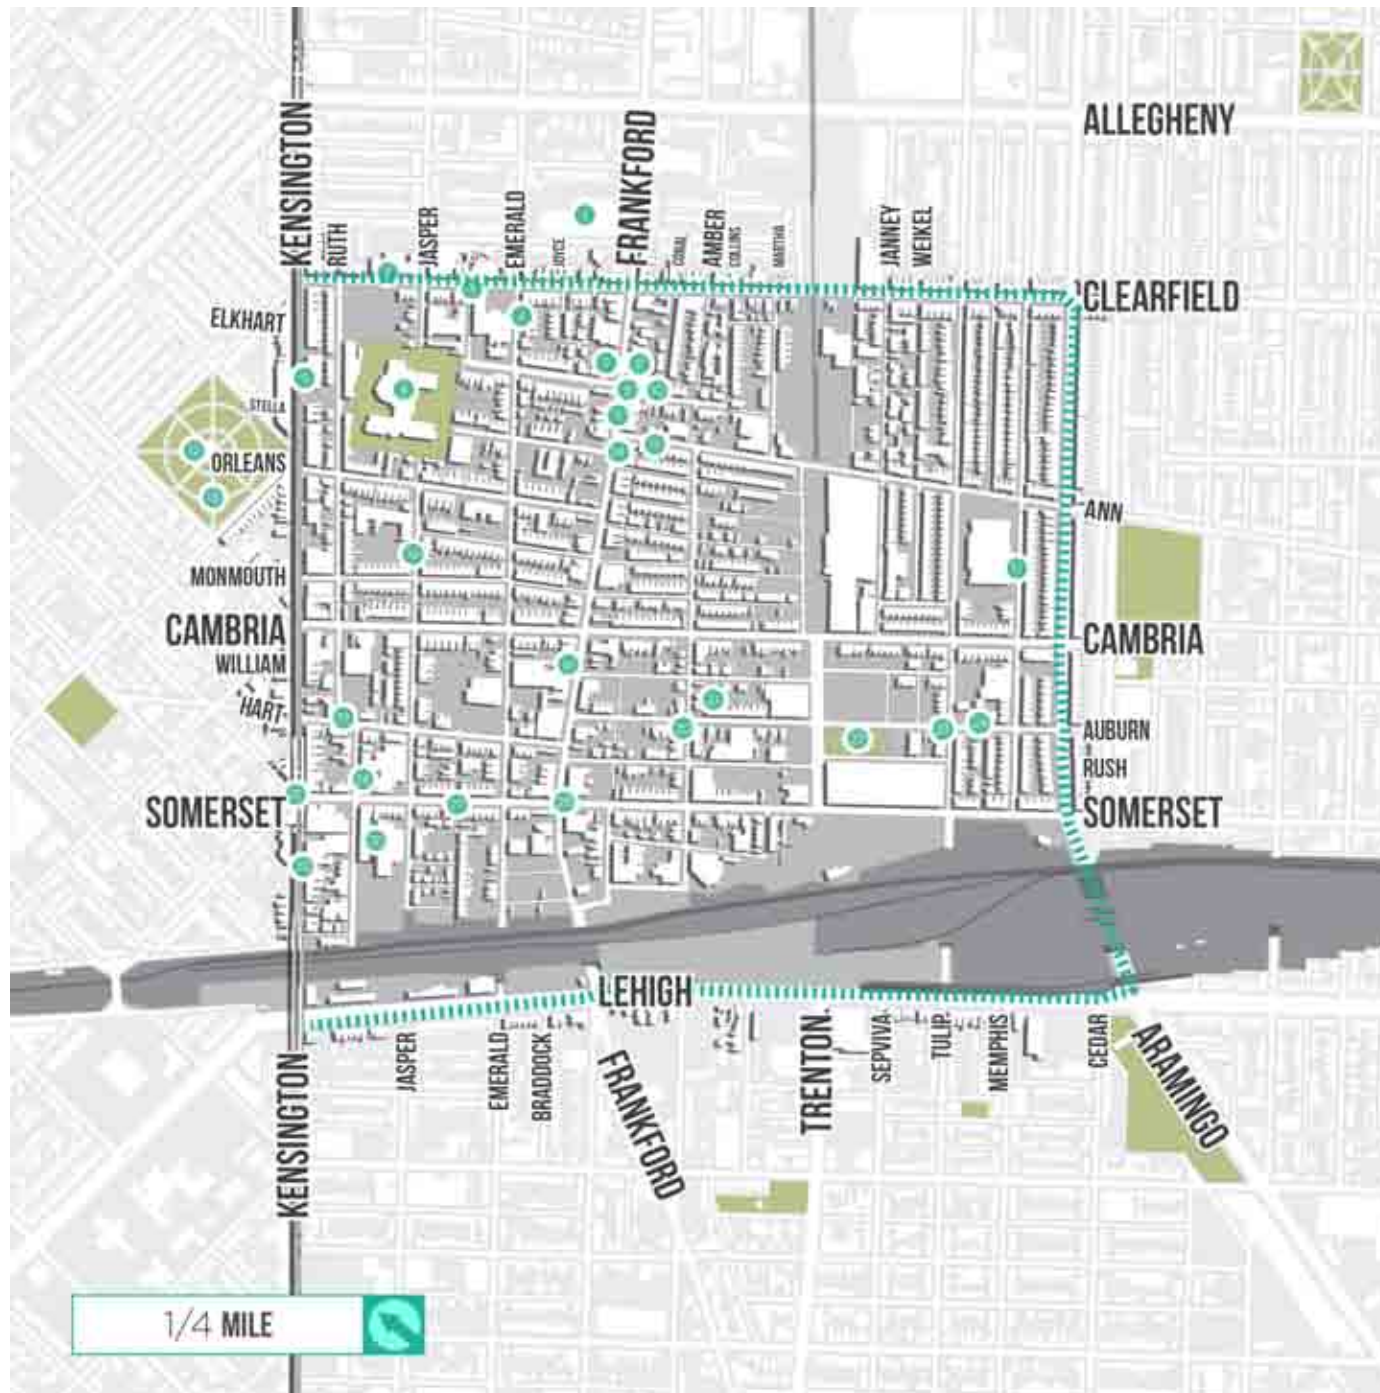 ALLEGHENY
KENSINGTON
RUTH
JASPER
EMERALD
JOYCE
FRANKFORD
CORAL
AMBER
COLLINS
MARTHA
JANNEY
WEIKEL
CLEARFIELD
ELKHART
STELLA
ORLEANS
ANN
MONMOUTH
CAMBRIA
CAMBRIA
WILLIAM
HART
AUBURN
RUSH
SOMERSET
SOMERSET
LEHIGH
KENSINGTON
JASPER
EMERALD
BRADDOCK
FRANKFORD
TRENTON
SEPVIVA
TULIP
MEMPHIS
CEDAR
ARAMINGO
1/4 MILE